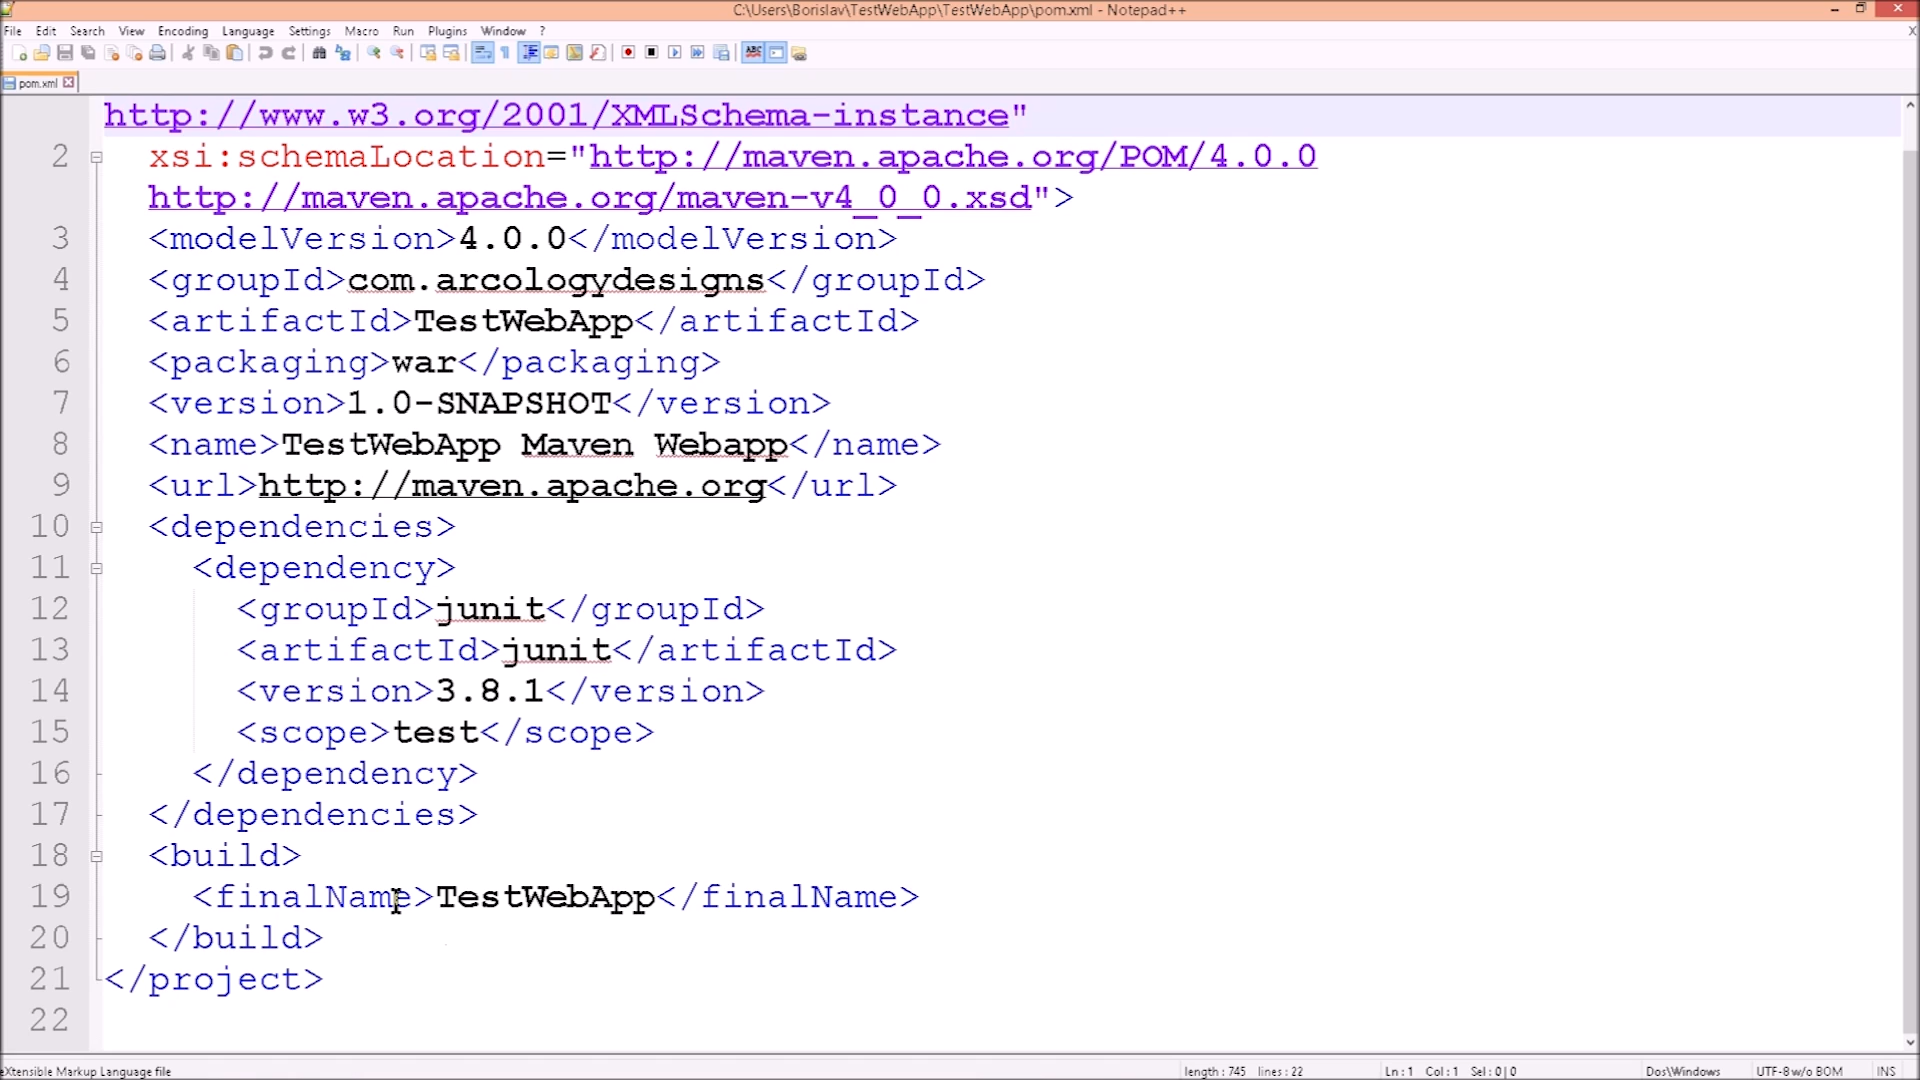 C:\Users\Borislav\TestWebApp\TestWebApp\pom.xml - Notepad++
File Edit Search View Encoding Language Settings Macro Run Plugins Window ? X
pom.xml
http://www.w3.org/2001/XMLSchema-instance"
2 xsi:schemaLocation="http://maven.apache.org/POM/4.0.0
http://maven.apache.org/maven-v4_0_0.xsd">
3 <modelVersion>4.0.0</modelVersion>
4 <groupId>com.arcologydesigns</groupId>
5 <artifactId>TestWebApp</artifactId>
6 <packaging>war</packaging>
7 <version>1.0-SNAPSHOT</version>
8 <name>TestWebApp Maven Webapp</name>
9 <url>http://maven.apache.org</url>
10 <dependencies>
11 <dependency>
12 <groupId>junit</groupId>
13 <artifactId>junit</artifactId>
14 <version>3.8.1</version>
15 <scope>test</scope>
16 </dependency>
17 </dependencies>
18 <build>
19 <finalName>TestWebApp</finalName>
20 </build>
21 </project>
22
eXtensible Markup Language file length : 745 lines : 22 Ln : 1 Col : 1 Sel : 0 | 0 Dos\Windows UTF-8 w/o BOM INS